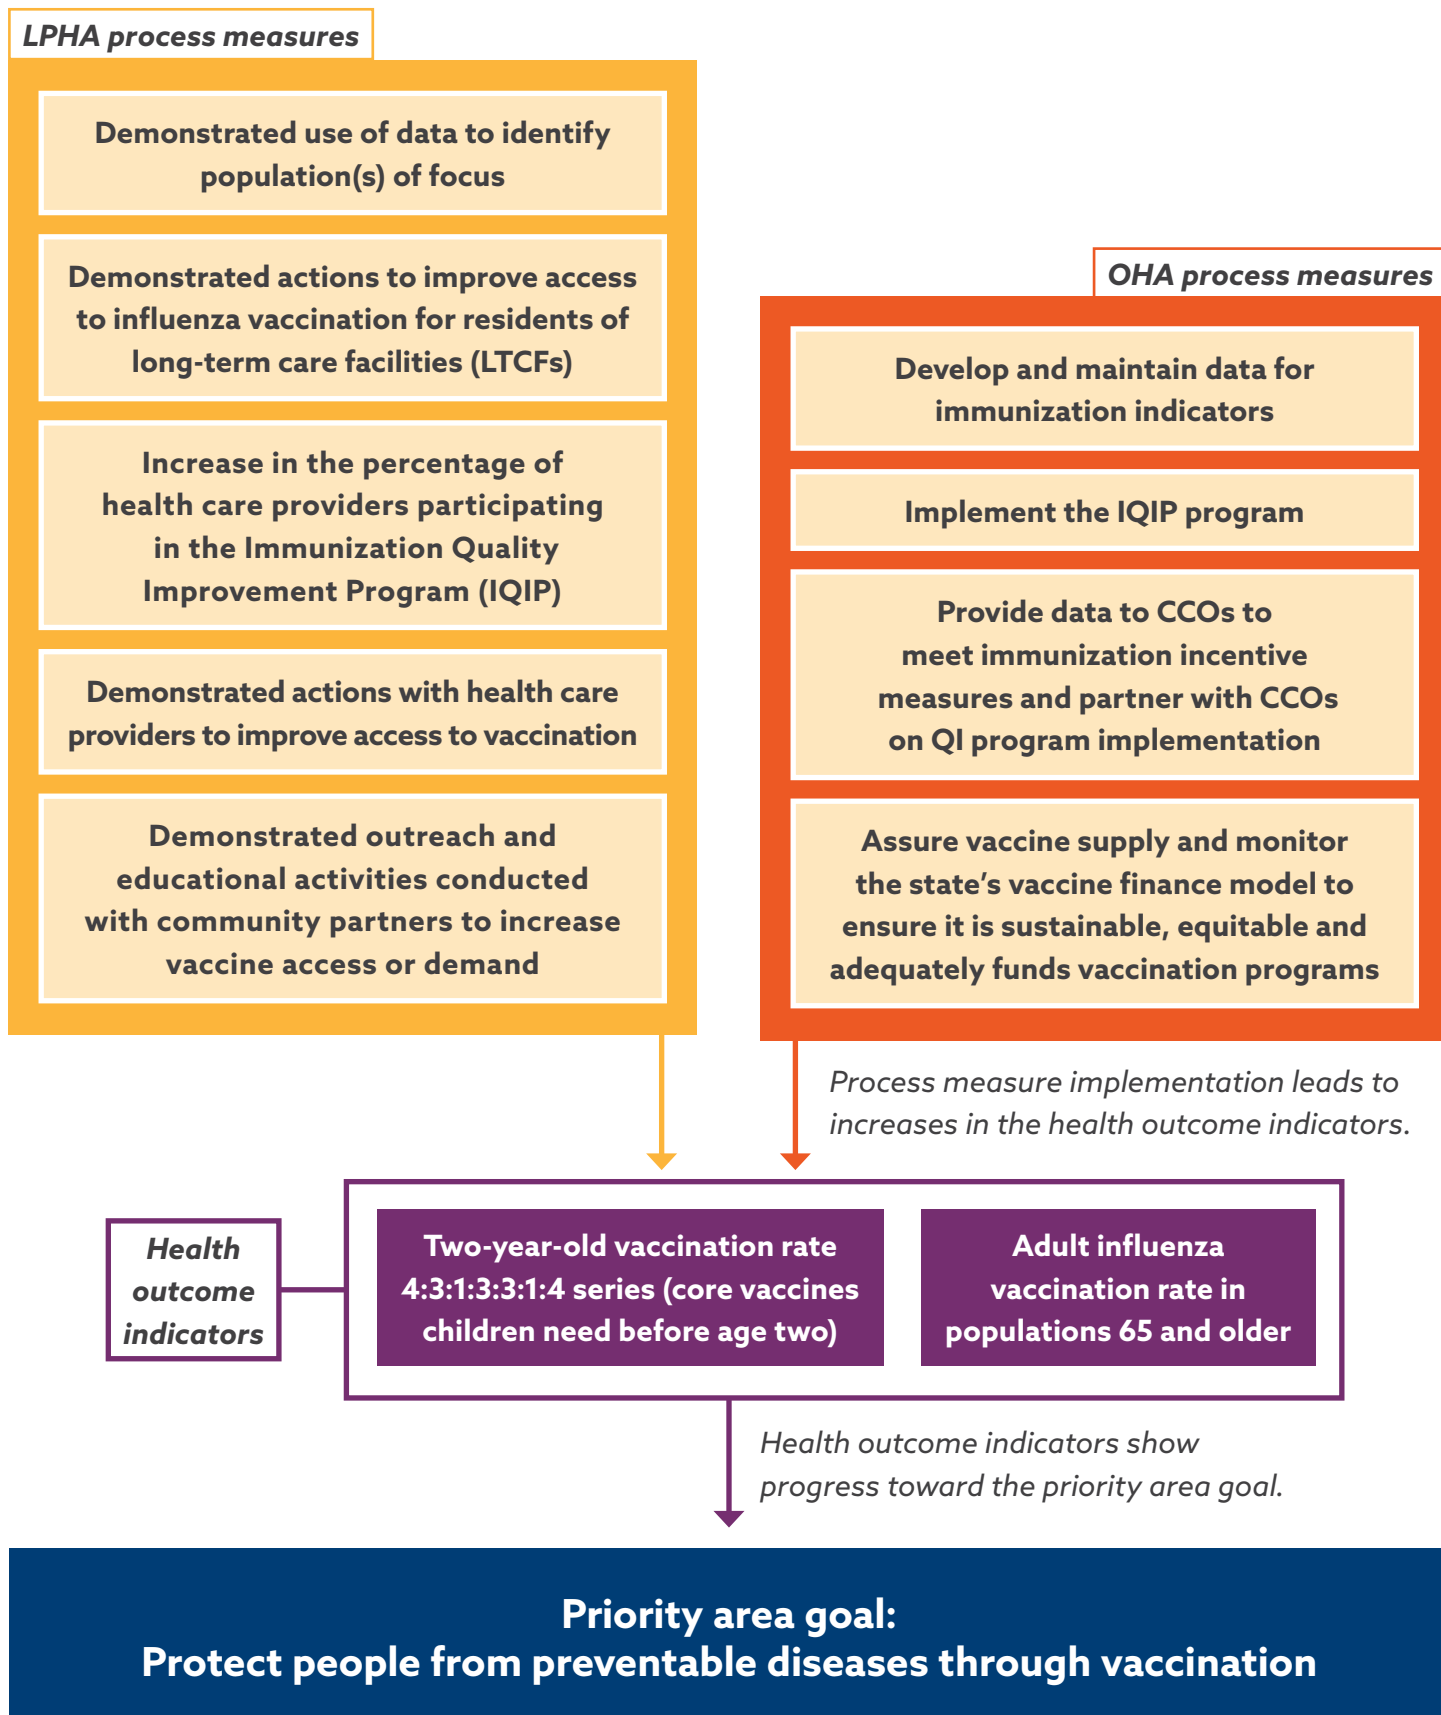 LPHA process measures
Demonstrated use of data to identify
population(s) of focus
Demonstrated actions to improve access
to influenza vaccination for residents of
long-term care facilities (LTCFs)
Increase in the percentage of
health care providers participating
in the Immunization Quality
Improvement Program (IQIP)
Demonstrated actions with health care
providers to improve access to vaccination
Demonstrated outreach and
educational activities conducted
with community partners to increase
vaccine access or demand
OHA process measures
Develop and maintain data for
immunization indicators
Implement the IQIP program
Provide data to CCOs to
meet immunization incentive
measures and partner with CCOs
on QI program implementation
Assure vaccine supply and monitor
the state’s vaccine finance model to
ensure it is sustainable, equitable and
adequately funds vaccination programs
Process measure implementation leads to
increases in the health outcome indicators.
Health
outcome
indicators
Two-year-old vaccination rate
4:3:1:3:3:1:4 series (core vaccines
children need before age two)
Adult influenza
vaccination rate in
populations 65 and older
Health outcome indicators show
progress toward the priority area goal.
Priority area goal:
Protect people from preventable diseases through vaccination